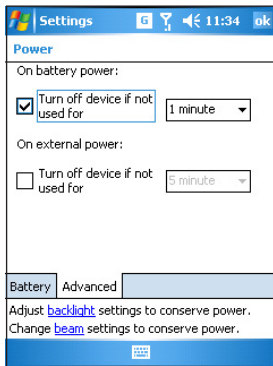 Settings G 11:34 ok
Power
On battery power:
Turn off device if not
used for
1 minute
On external power:
Turn off device if not
used for
5 minute
Battery Advanced
Adjust backlight settings to conserve power.
Change beam settings to conserve power.